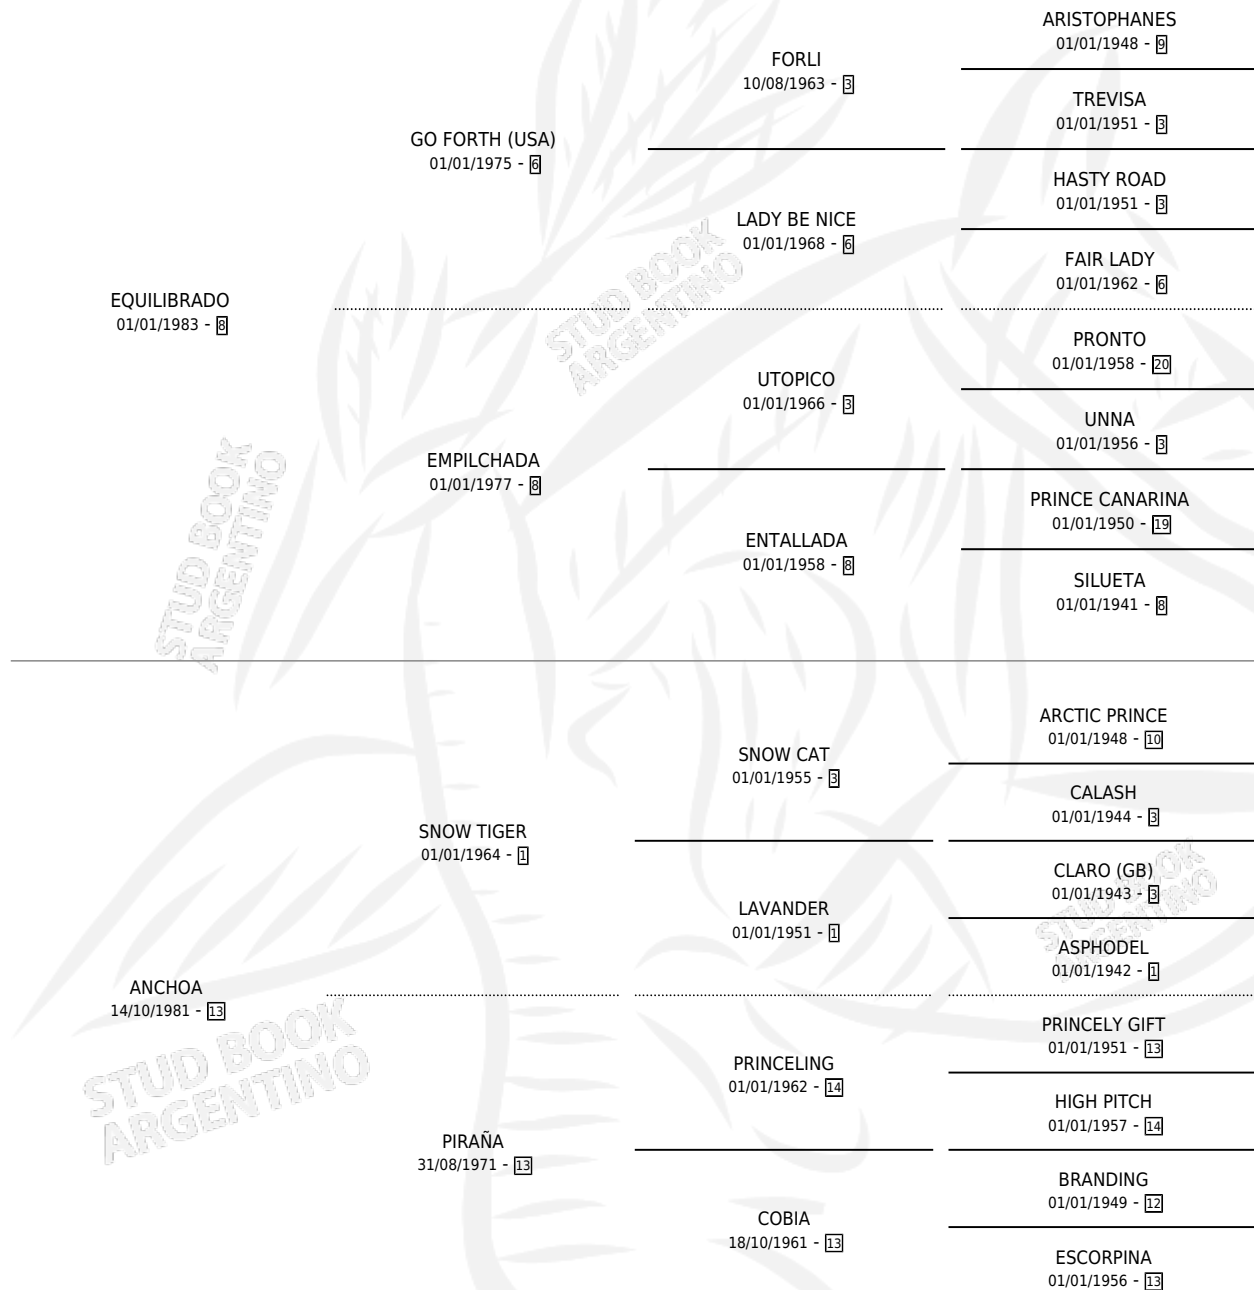 ARISTOPHANES
01/01/1948 - 9
FORLI
10/08/1963 - 3
TREVISA
01/01/1951 - 3
GO FORTH (USA)
01/01/1975 - 6
HASTY ROAD
01/01/1951 - 3
LADY BE NICE
01/01/1968 - 6
FAIR LADY
01/01/1962 - 6
EQUILIBRADO
01/01/1983 - 8
STUD BOOK
ARGENTINO
PRONTO
01/01/1958 - 20
UTOPICO
01/01/1966 - 3
UNNA
01/01/1956 - 3
EMPILCHADA
01/01/1977 - 8
PRINCE CANARINA
01/01/1950 - 19
ENTALLADA
01/01/1958 - 8
SILUETA
01/01/1941 - 8
STUD BOOK
ARGENTINO
ARCTIC PRINCE
01/01/1948 - 10
SNOW CAT
01/01/1955 - 3
CALASH
01/01/1944 - 3
SNOW TIGER
01/01/1964 - 1
CLARO (GB)
01/01/1943 - 3
LAVANDER
01/01/1951 - 1
STUD BOOK
ARGENTINO
ASPHODEL
01/01/1942 - 1
ANCHOA
14/10/1981 - 13
STUD BOOK
ARGENTINO
PRINCELY GIFT
01/01/1951 - 13
PRINCELING
01/01/1962 - 14
HIGH PITCH
01/01/1957 - 14
PIRAÑA
31/08/1971 - 13
BRANDING
01/01/1949 - 12
COBIA
18/10/1961 - 13
ESCORPINA
01/01/1956 - 13